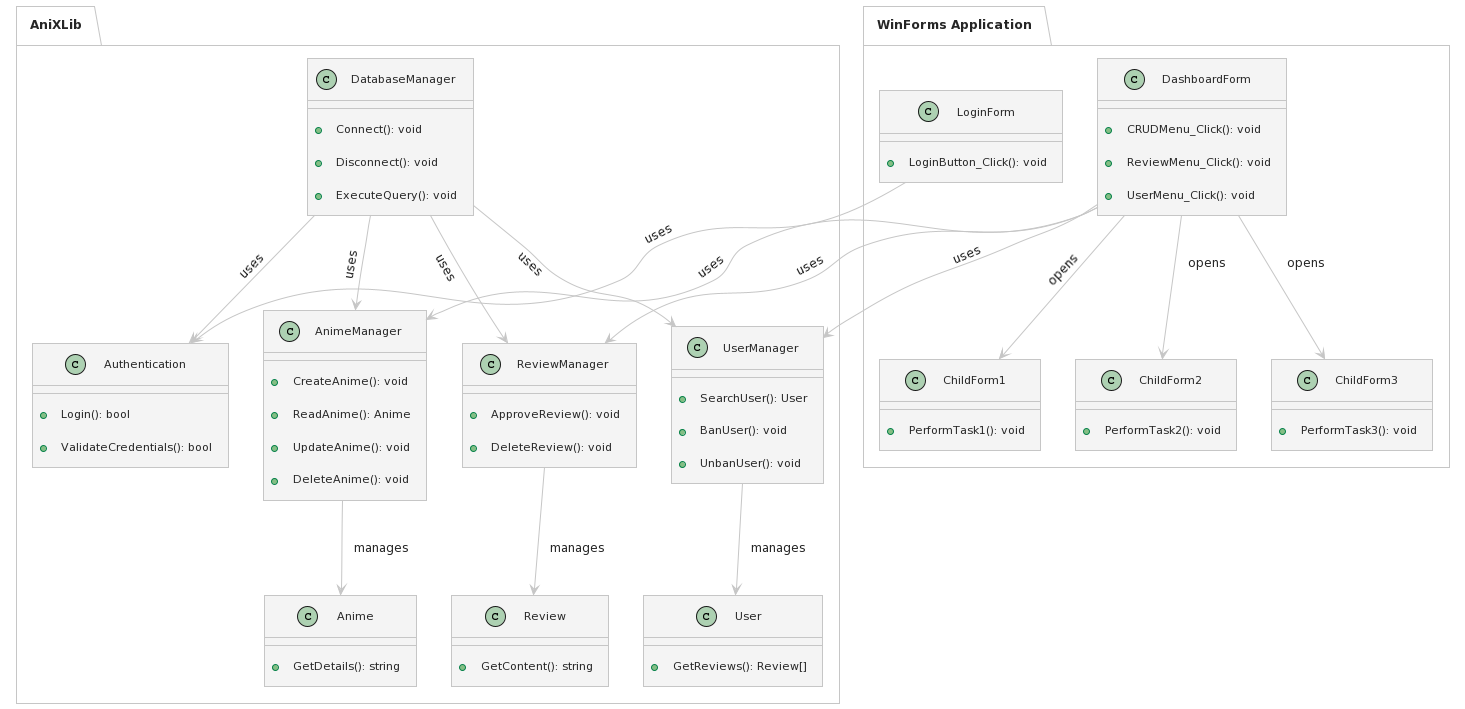 AniXLib
WinForms Application
C DatabaseManager
Connect(): void
Disconnect(): void
ExecuteQuery(): void
C LoginForm
LoginButton_Click(): void
C DashboardForm
CRUDMenu_Click(): void
ReviewMenu_Click(): void
UserMenu_Click(): void
uses
uses
uses
uses
uses
uses
uses
uses
opens
opens
opens
C Authentication
Login(): bool
ValidateCredentials(): bool
C AnimeManager
CreateAnime(): void
ReadAnime(): Anime
UpdateAnime(): void
DeleteAnime(): void
C ReviewManager
ApproveReview(): void
DeleteReview(): void
C UserManager
SearchUser(): User
BanUser(): void
UnbanUser(): void
C ChildForm1
PerformTask1(): void
C ChildForm2
PerformTask2(): void
C ChildForm3
PerformTask3(): void
manages
manages
manages
C Anime
GetDetails(): string
C Review
GetContent(): string
C User
GetReviews(): Review[]